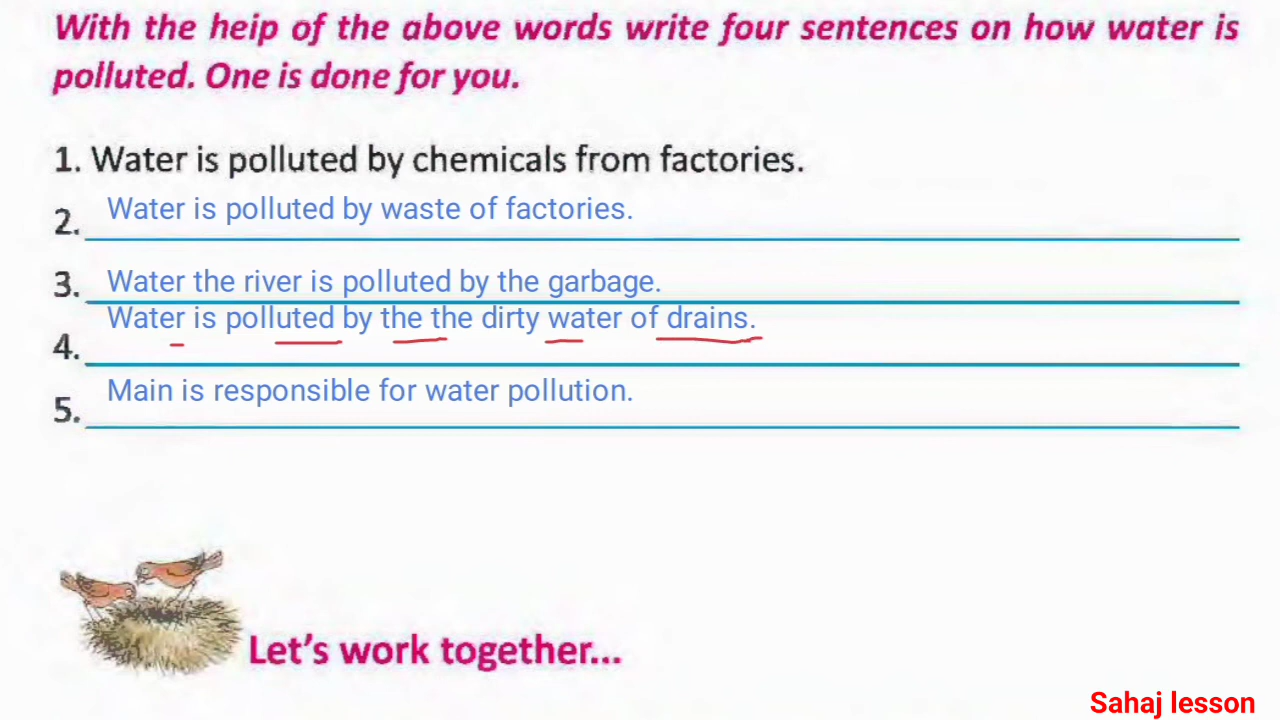 With the heip of the above words write four sentences on how water is
polluted. One is done for you.
1. Water is polluted by chemicals from factories.
2. Water is polluted by waste of factories.
3. Water the river is polluted by the garbage.
4. Water is polluted by the the dirty water of drains.
5. Main is responsible for water pollution.
Let's work together...
Sahaj lesson